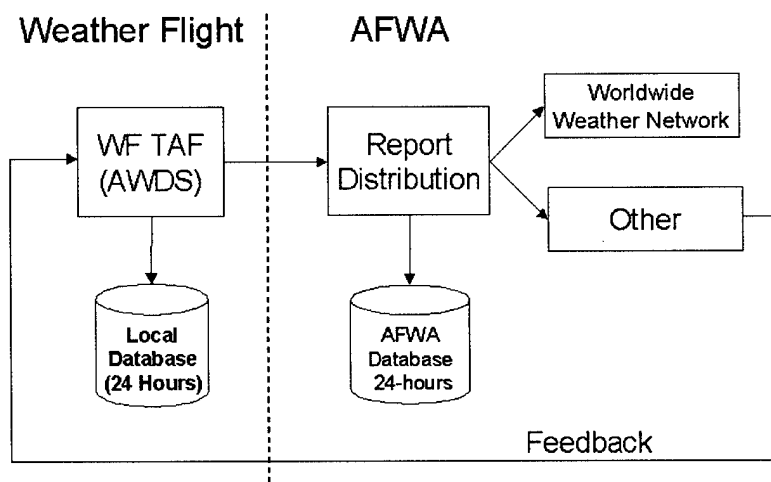 Weather Flight
AFWA
WF TAF
(AWDS)
Report
Distribution
Worldwide
Weather Network
Other
Local
Database
(24 Hours)
AFWA
Database
24-hours
Feedback